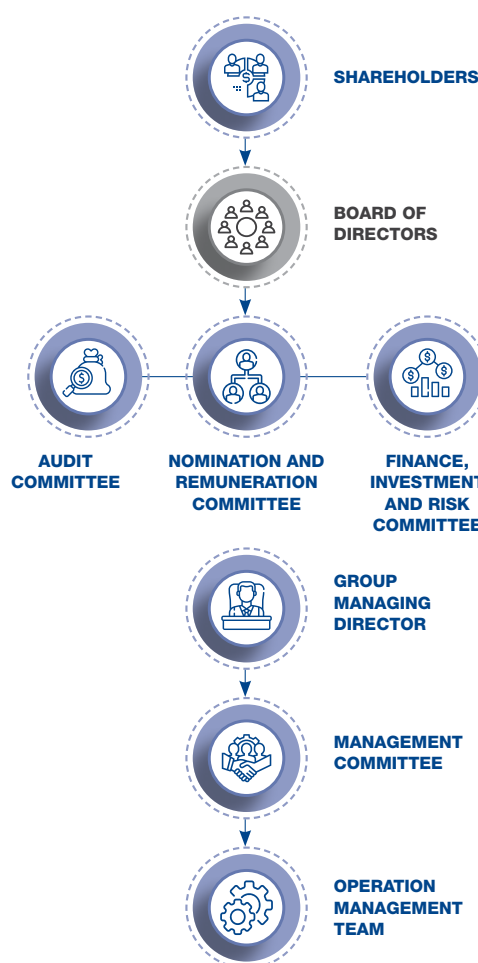 SHAREHOLDERS
BOARD OF
DIRECTORS
AUDIT
COMMITTEE
NOMINATION AND
REMUNERATION
COMMITTEE
FINANCE,
INVESTMENT
AND RISK
COMMITTEE
GROUP
MANAGING
DIRECTOR
MANAGEMENT
COMMITTEE
OPERATION
MANAGEMENT
TEAM